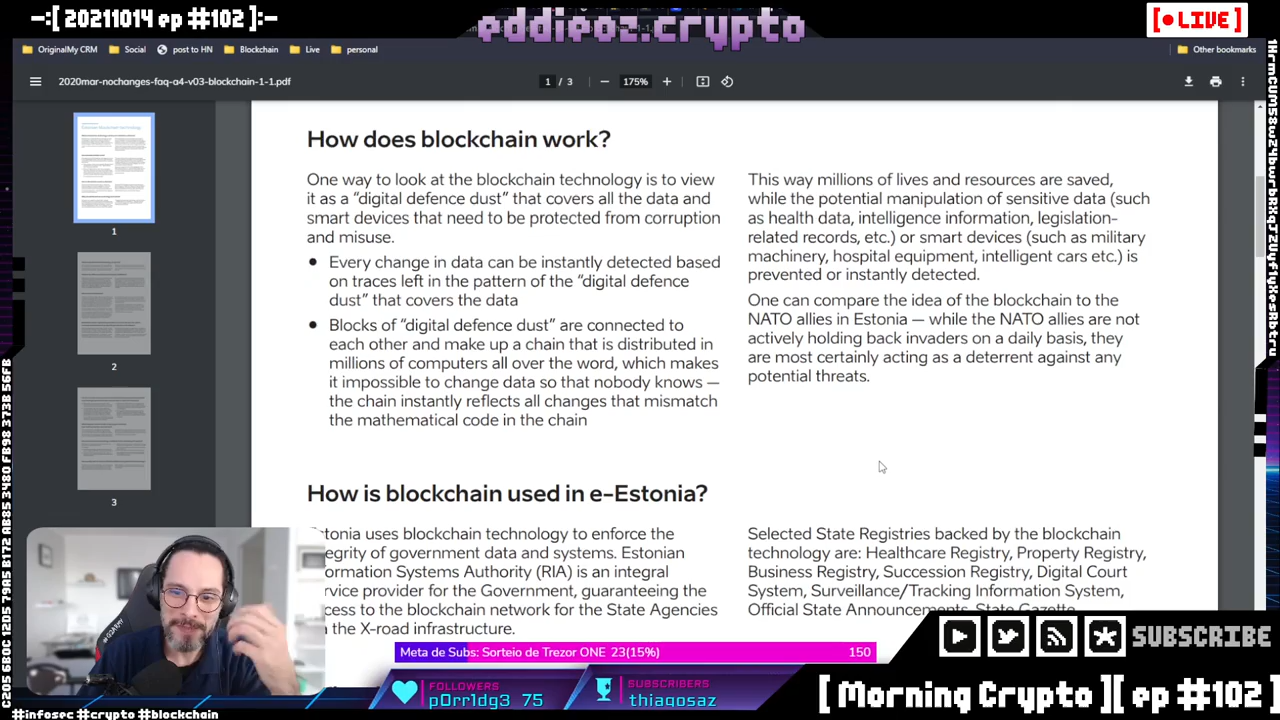 -:[ 20211014 ep #102 ]:-
eddieoz.crypto
[●LIVE]
OriginalMy CRM
Social
post to HN
Blockchain
Live
personal
Other bookmarks
2020mar-nochanges-faq-a4-v03-blockchain-1-1.pdf
1 / 3
175%
1
2
3
How does blockchain work?
One way to look at the blockchain technology is to view
it as a “digital defence dust” that covers all the data and
smart devices that need to be protected from corruption
and misuse.
● Every change in data can be instantly detected based
on traces left in the pattern of the “digital defence
dust” that covers the data
● Blocks of “digital defence dust” are connected to
each other and make up a chain that is distributed in
millions of computers all over the word, which makes
it impossible to change data so that nobody knows —
the chain instantly reflects all changes that mismatch
the mathematical code in the chain
This way millions of lives and resources are saved,
while the potential manipulation of sensitive data (such
as health data, intelligence information, legislation-
related records, etc.) or smart devices (such as military
machinery, hospital equipment, intelligent cars etc.) is
prevented or instantly detected.
One can compare the idea of the blockchain to the
NATO allies in Estonia — while the NATO allies are not
actively holding back invaders on a daily basis, they
are most certainly acting as a deterrent against any
potential threats.
How is blockchain used in e-Estonia?
tonia uses blockchain technology to enforce the
egrity of government data and systems. Estonian
ormation Systems Authority (RIA) is an integral
rvice provider for the Government, guaranteeing the
cess to the blockchain network for the State Agencies
the X-road infrastructure.
Selected State Registries backed by the blockchain
technology are: Healthcare Registry, Property Registry,
Business Registry, Succession Registry, Digital Court
System, Surveillance/Tracking Information System,
Official State Announcements, State Gazette
Meta de Subs: Sorteio de Trezor ONE 23(15%)
150
SUBSCRIBE
FOLLOWERS
p0rr1dg3 75
SUBSCRIBERS
thiagosaz
[ Morning Crypto ][ ep #102 ]
#infosec #crypto #blockchain